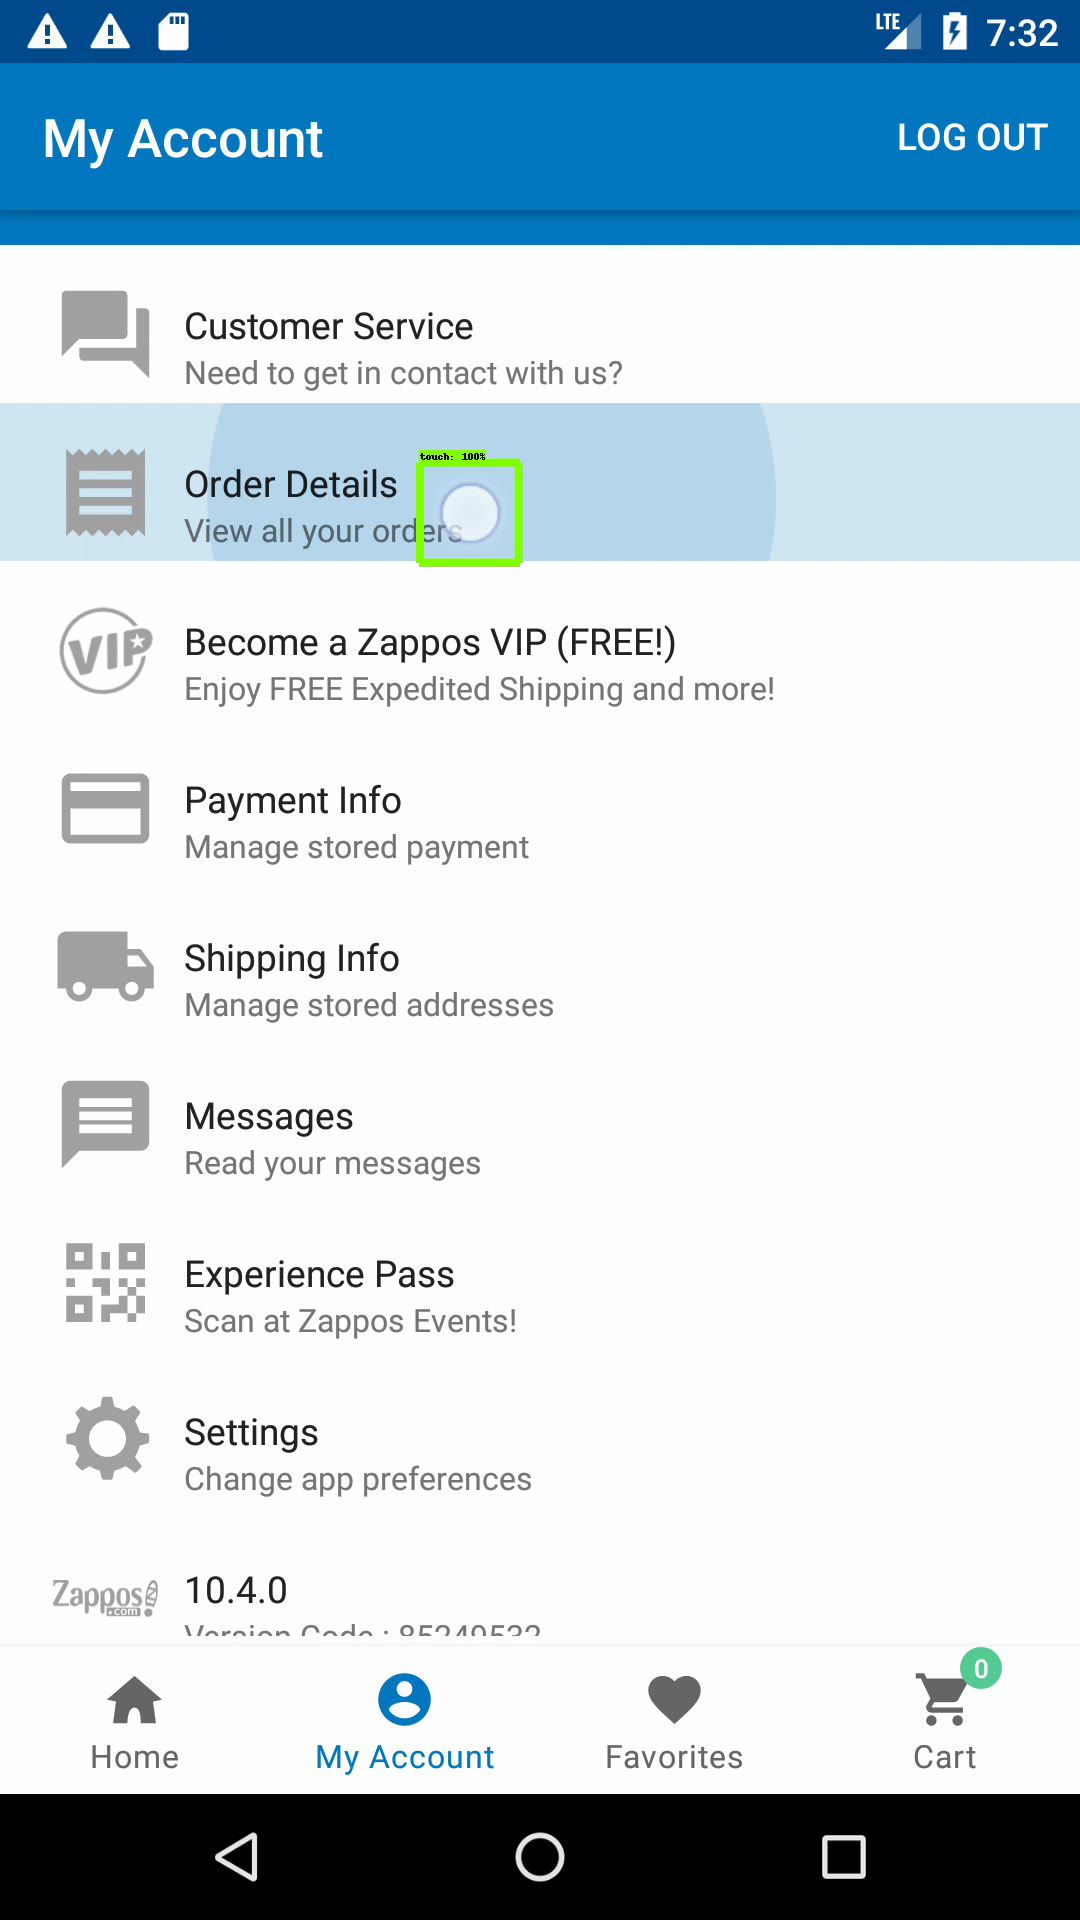 LTE 7:32
My Account LOG OUT
Customer Service
Need to get in contact with us?
touch: 100%
Order Details
View all your orders
VIP
Become a Zappos VIP (FREE!)
Enjoy FREE Expedited Shipping and more!
Payment Info
Manage stored payment
Shipping Info
Manage stored addresses
Messages
Read your messages
Experience Pass
Scan at Zappos Events!
Settings
Change app preferences
Zappos!
.com
10.4.0
Version Code : 85249532
0
Home My Account Favorites Cart